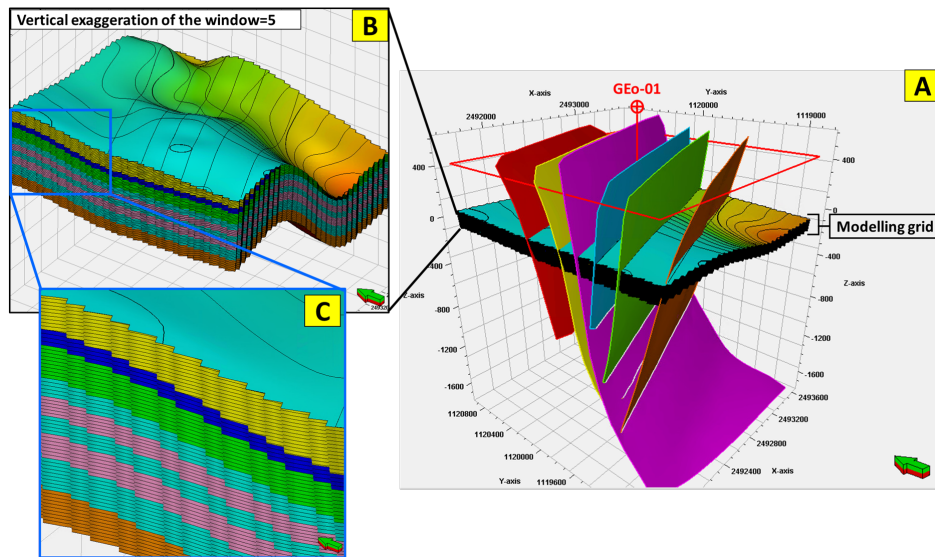 Vertical exaggeration of the window=5
B
A
GEo-01
X-axis
Y-axis
2492000
2493000
1120000
1119000
400
0
-400
-800
-1200
-1600
Z-axis
400
0
-400
-800
-1200
-1600
Z-axis
Modelling grid
1120800
1120400
1120000
1119600
Y-axis
2493600
2493200
2492800
2492400
X-axis
C